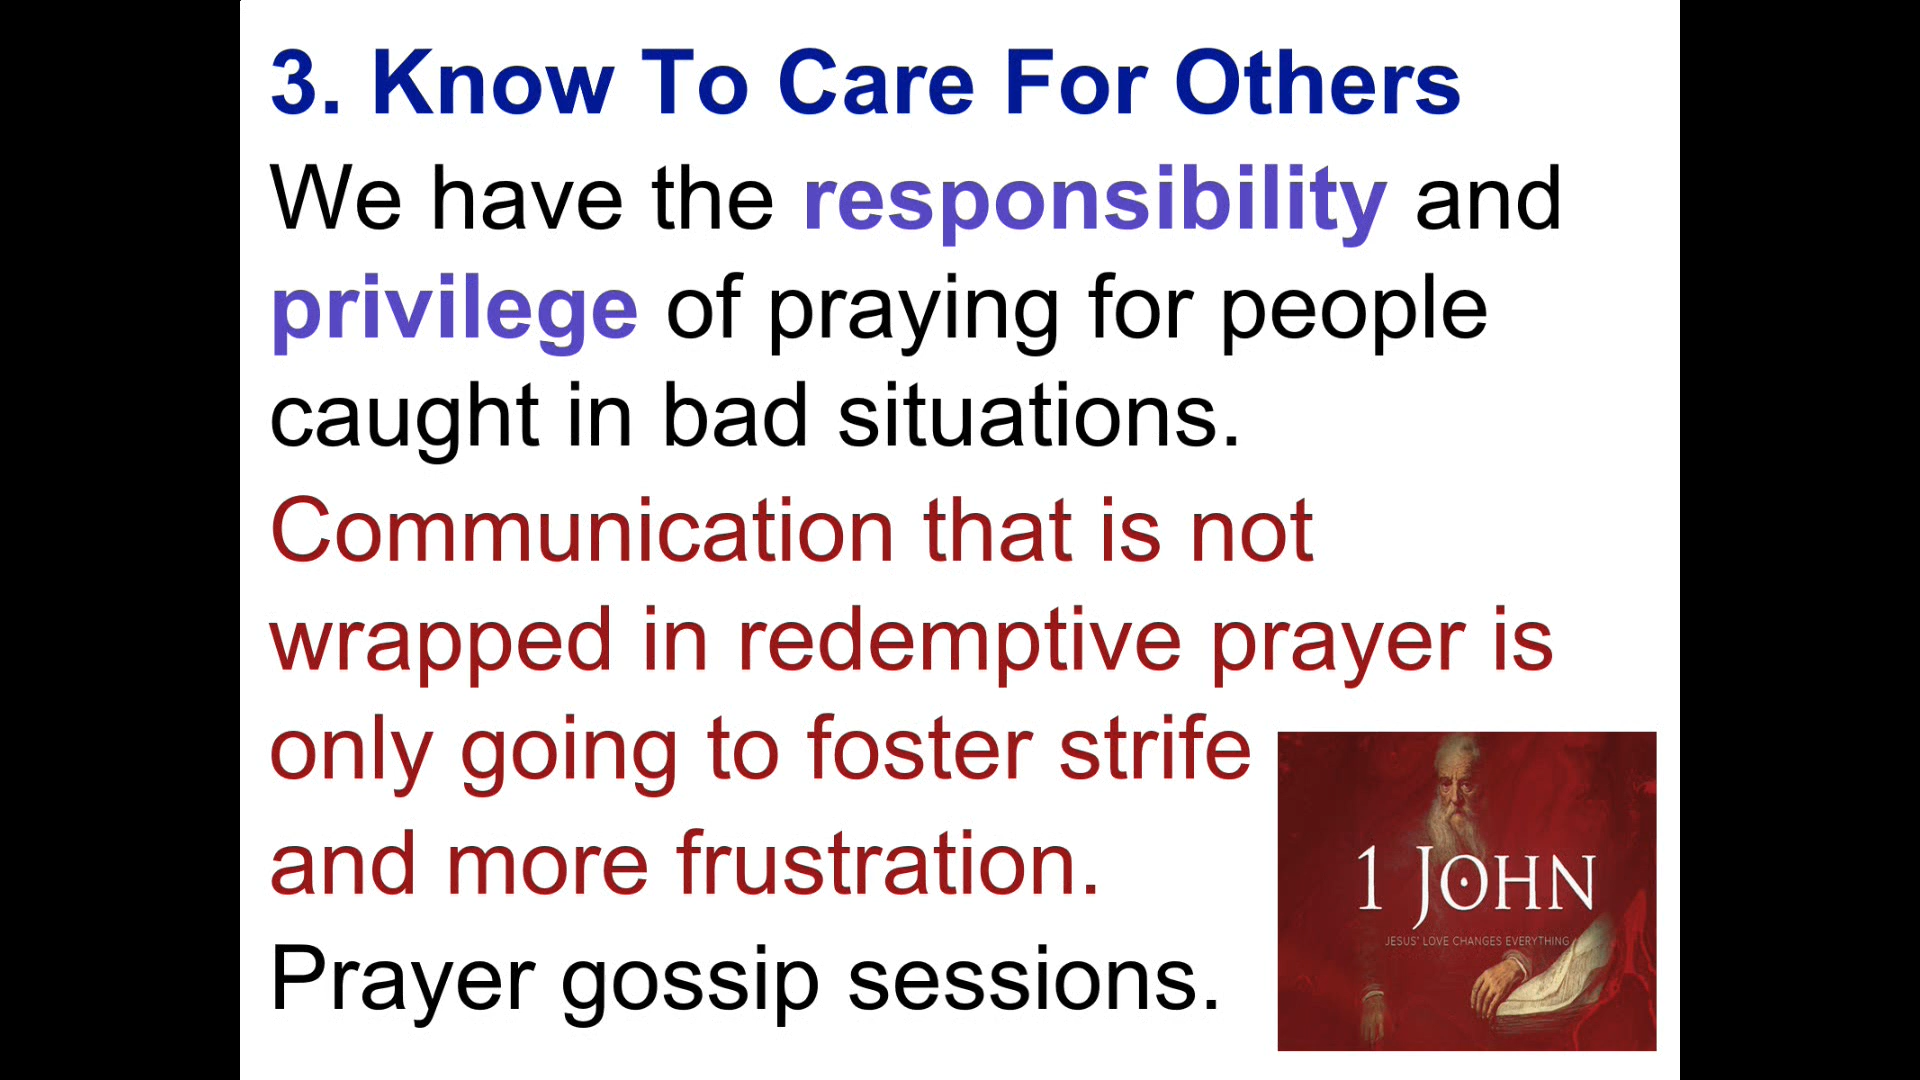 3. Know To Care For Others
We have the responsibility and
privilege of praying for people
caught in bad situations.
Communication that is not
wrapped in redemptive prayer is
only going to foster strife
and more frustration.
Prayer gossip sessions.
1 JOHN
JESUS' LOVE CHANGES EVERYTHING